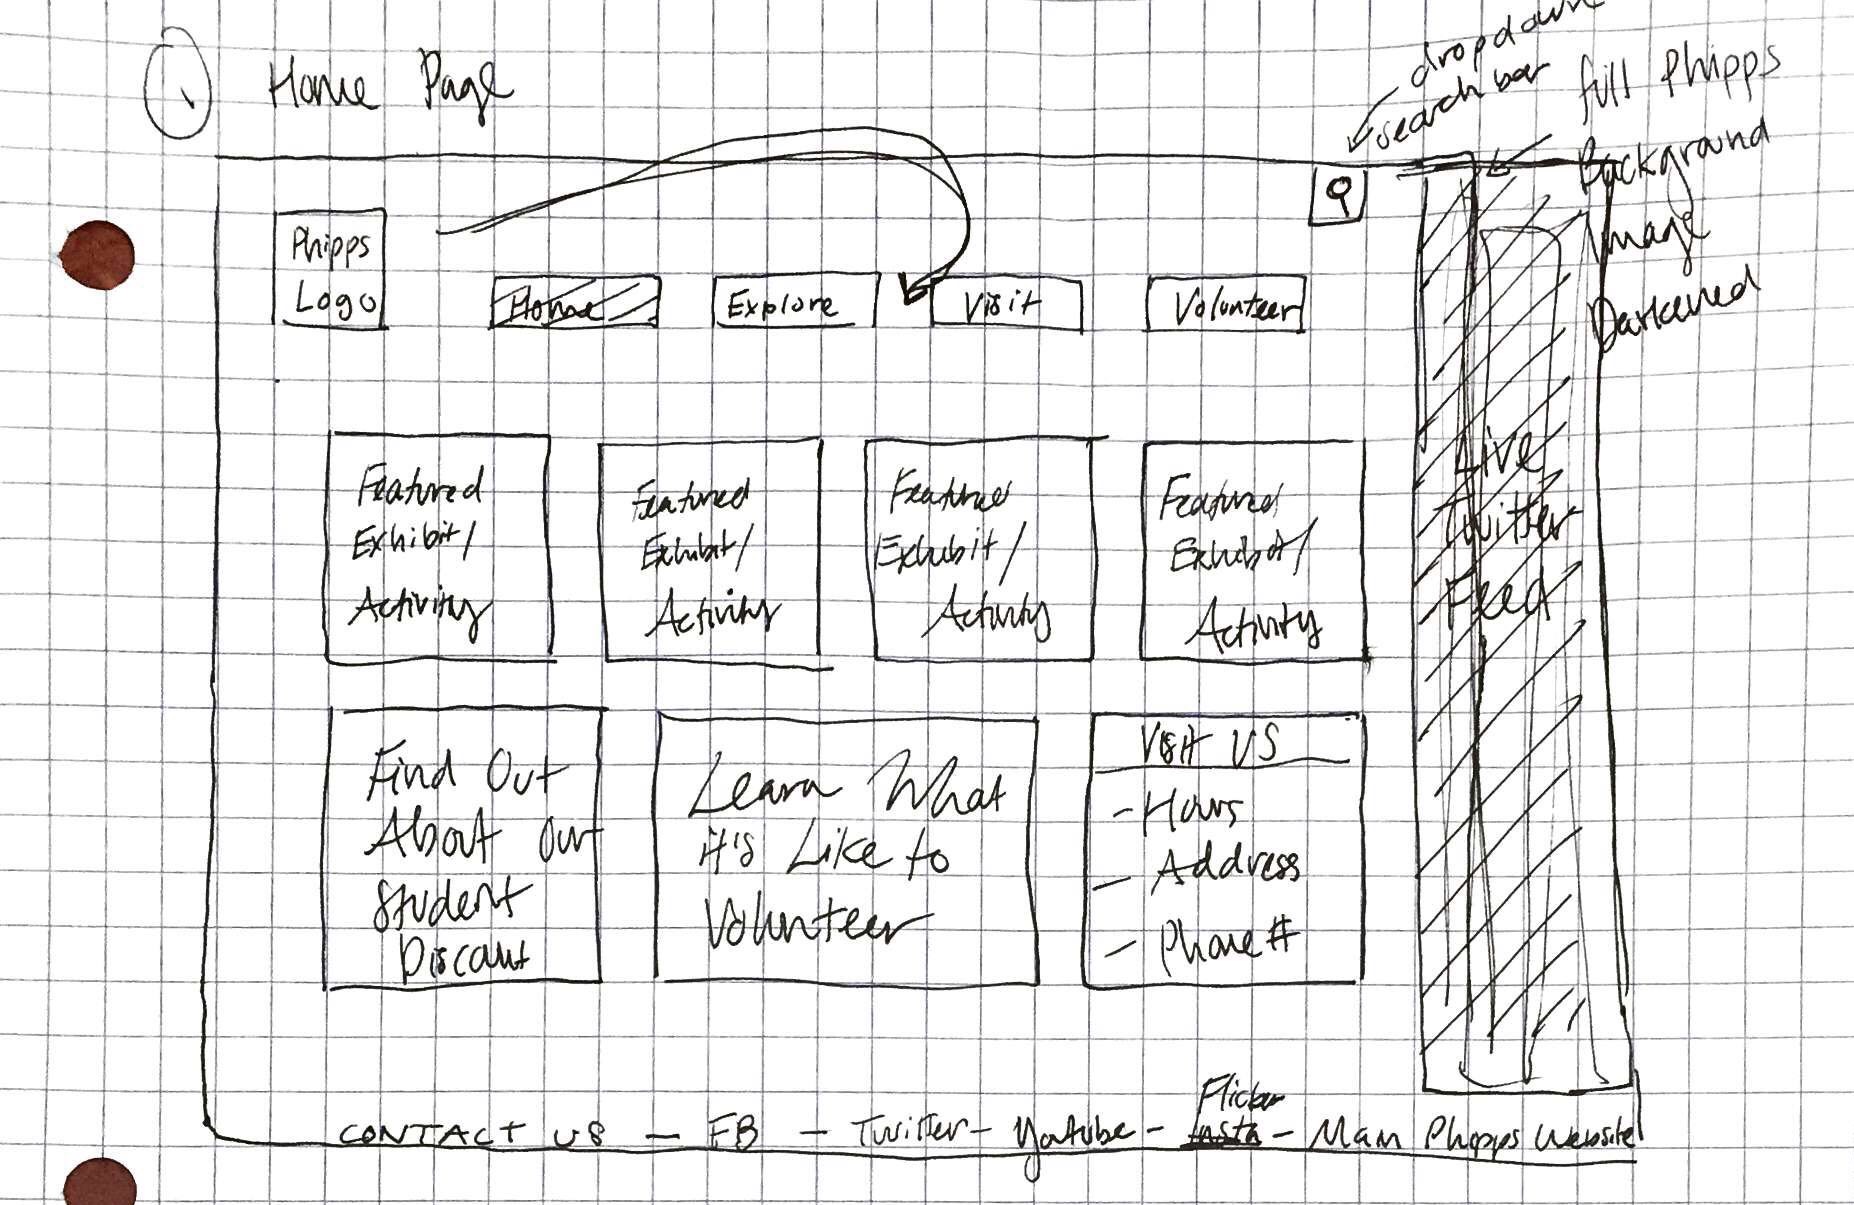 1 Home Page
dropdown
search bar
full Phipps
Background
Image
Darkened
Phipps
Logo
Home
Explore
Visit
Volunteer
Featured
Exhibit/
Activity
Featured
Exhibit/
Activity
Featured
Exhibit/
Activity
Featured
Exhibit/
Activity
Live
Twitter
Feed
Find Out
About Our
Student
Discount
Learn What
it's Like to
Volunteer
Visit US
- Hours
- Address
- Phone #
Flicker
CONTACT US - FB - Twitter - Youtube - Insta - Main Phipps Website